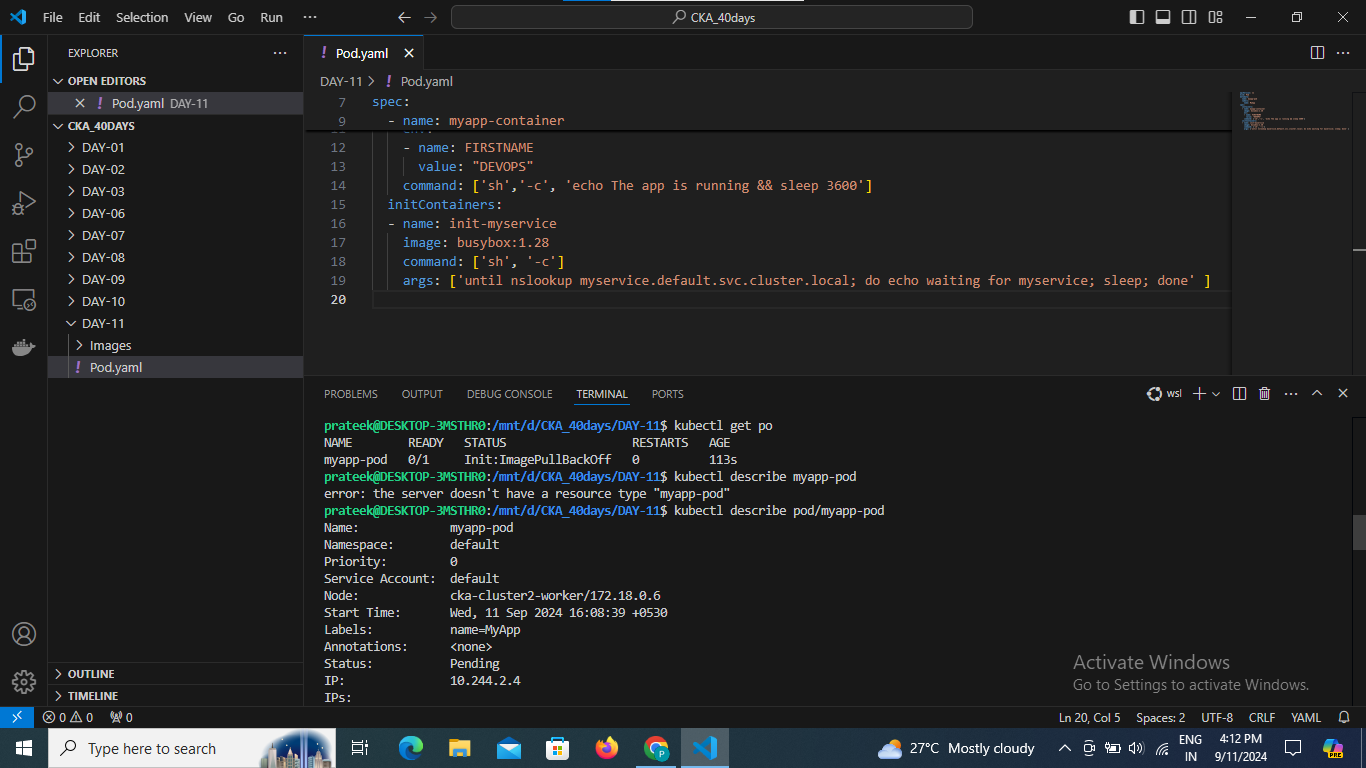 File Edit Selection View Go Run ···
CKA_40days
EXPLORER
OPEN EDITORS
Pod.yaml DAY-11
CKA_40DAYS
DAY-01
DAY-02
DAY-03
DAY-06
DAY-07
DAY-08
DAY-09
DAY-10
DAY-11
Images
Pod.yaml
OUTLINE
TIMELINE
Pod.yaml
DAY-11 > ! Pod.yaml
7 spec:
9 - name: myapp-container
12 - name: FIRSTNAME
13 value: "DEVOPS"
14 command: ['sh','-c', 'echo The app is running && sleep 3600']
15 initContainers:
16 - name: init-myservice
17 image: busybox:1.28
18 command: ['sh', '-c']
19 args: ['until nslookup myservice.default.svc.cluster.local; do echo waiting for myservice; sleep; done' ]
20
PROBLEMS OUTPUT DEBUG CONSOLE TERMINAL PORTS
wsl
prateek@DESKTOP-3MSTHR0:/mnt/d/CKA_40days/DAY-11$ kubectl get po
NAME READY STATUS RESTARTS AGE
myapp-pod 0/1 Init:ImagePullBackOff 0 113s
prateek@DESKTOP-3MSTHR0:/mnt/d/CKA_40days/DAY-11$ kubectl describe myapp-pod
error: the server doesn't have a resource type "myapp-pod"
prateek@DESKTOP-3MSTHR0:/mnt/d/CKA_40days/DAY-11$ kubectl describe pod/myapp-pod
Name: myapp-pod
Namespace: default
Priority: 0
Service Account: default
Node: cka-cluster2-worker/172.18.0.6
Start Time: Wed, 11 Sep 2024 16:08:39 +0530
Labels: name=MyApp
Annotations: <none>
Status: Pending
IP: 10.244.2.4
IPs:
Activate Windows
Go to Settings to activate Windows.
0 0 0
Ln 20, Col 5 Spaces: 2 UTF-8 CRLF YAML
Type here to search
27°C Mostly cloudy
ENG
IN
4:12 PM
9/11/2024
PRE